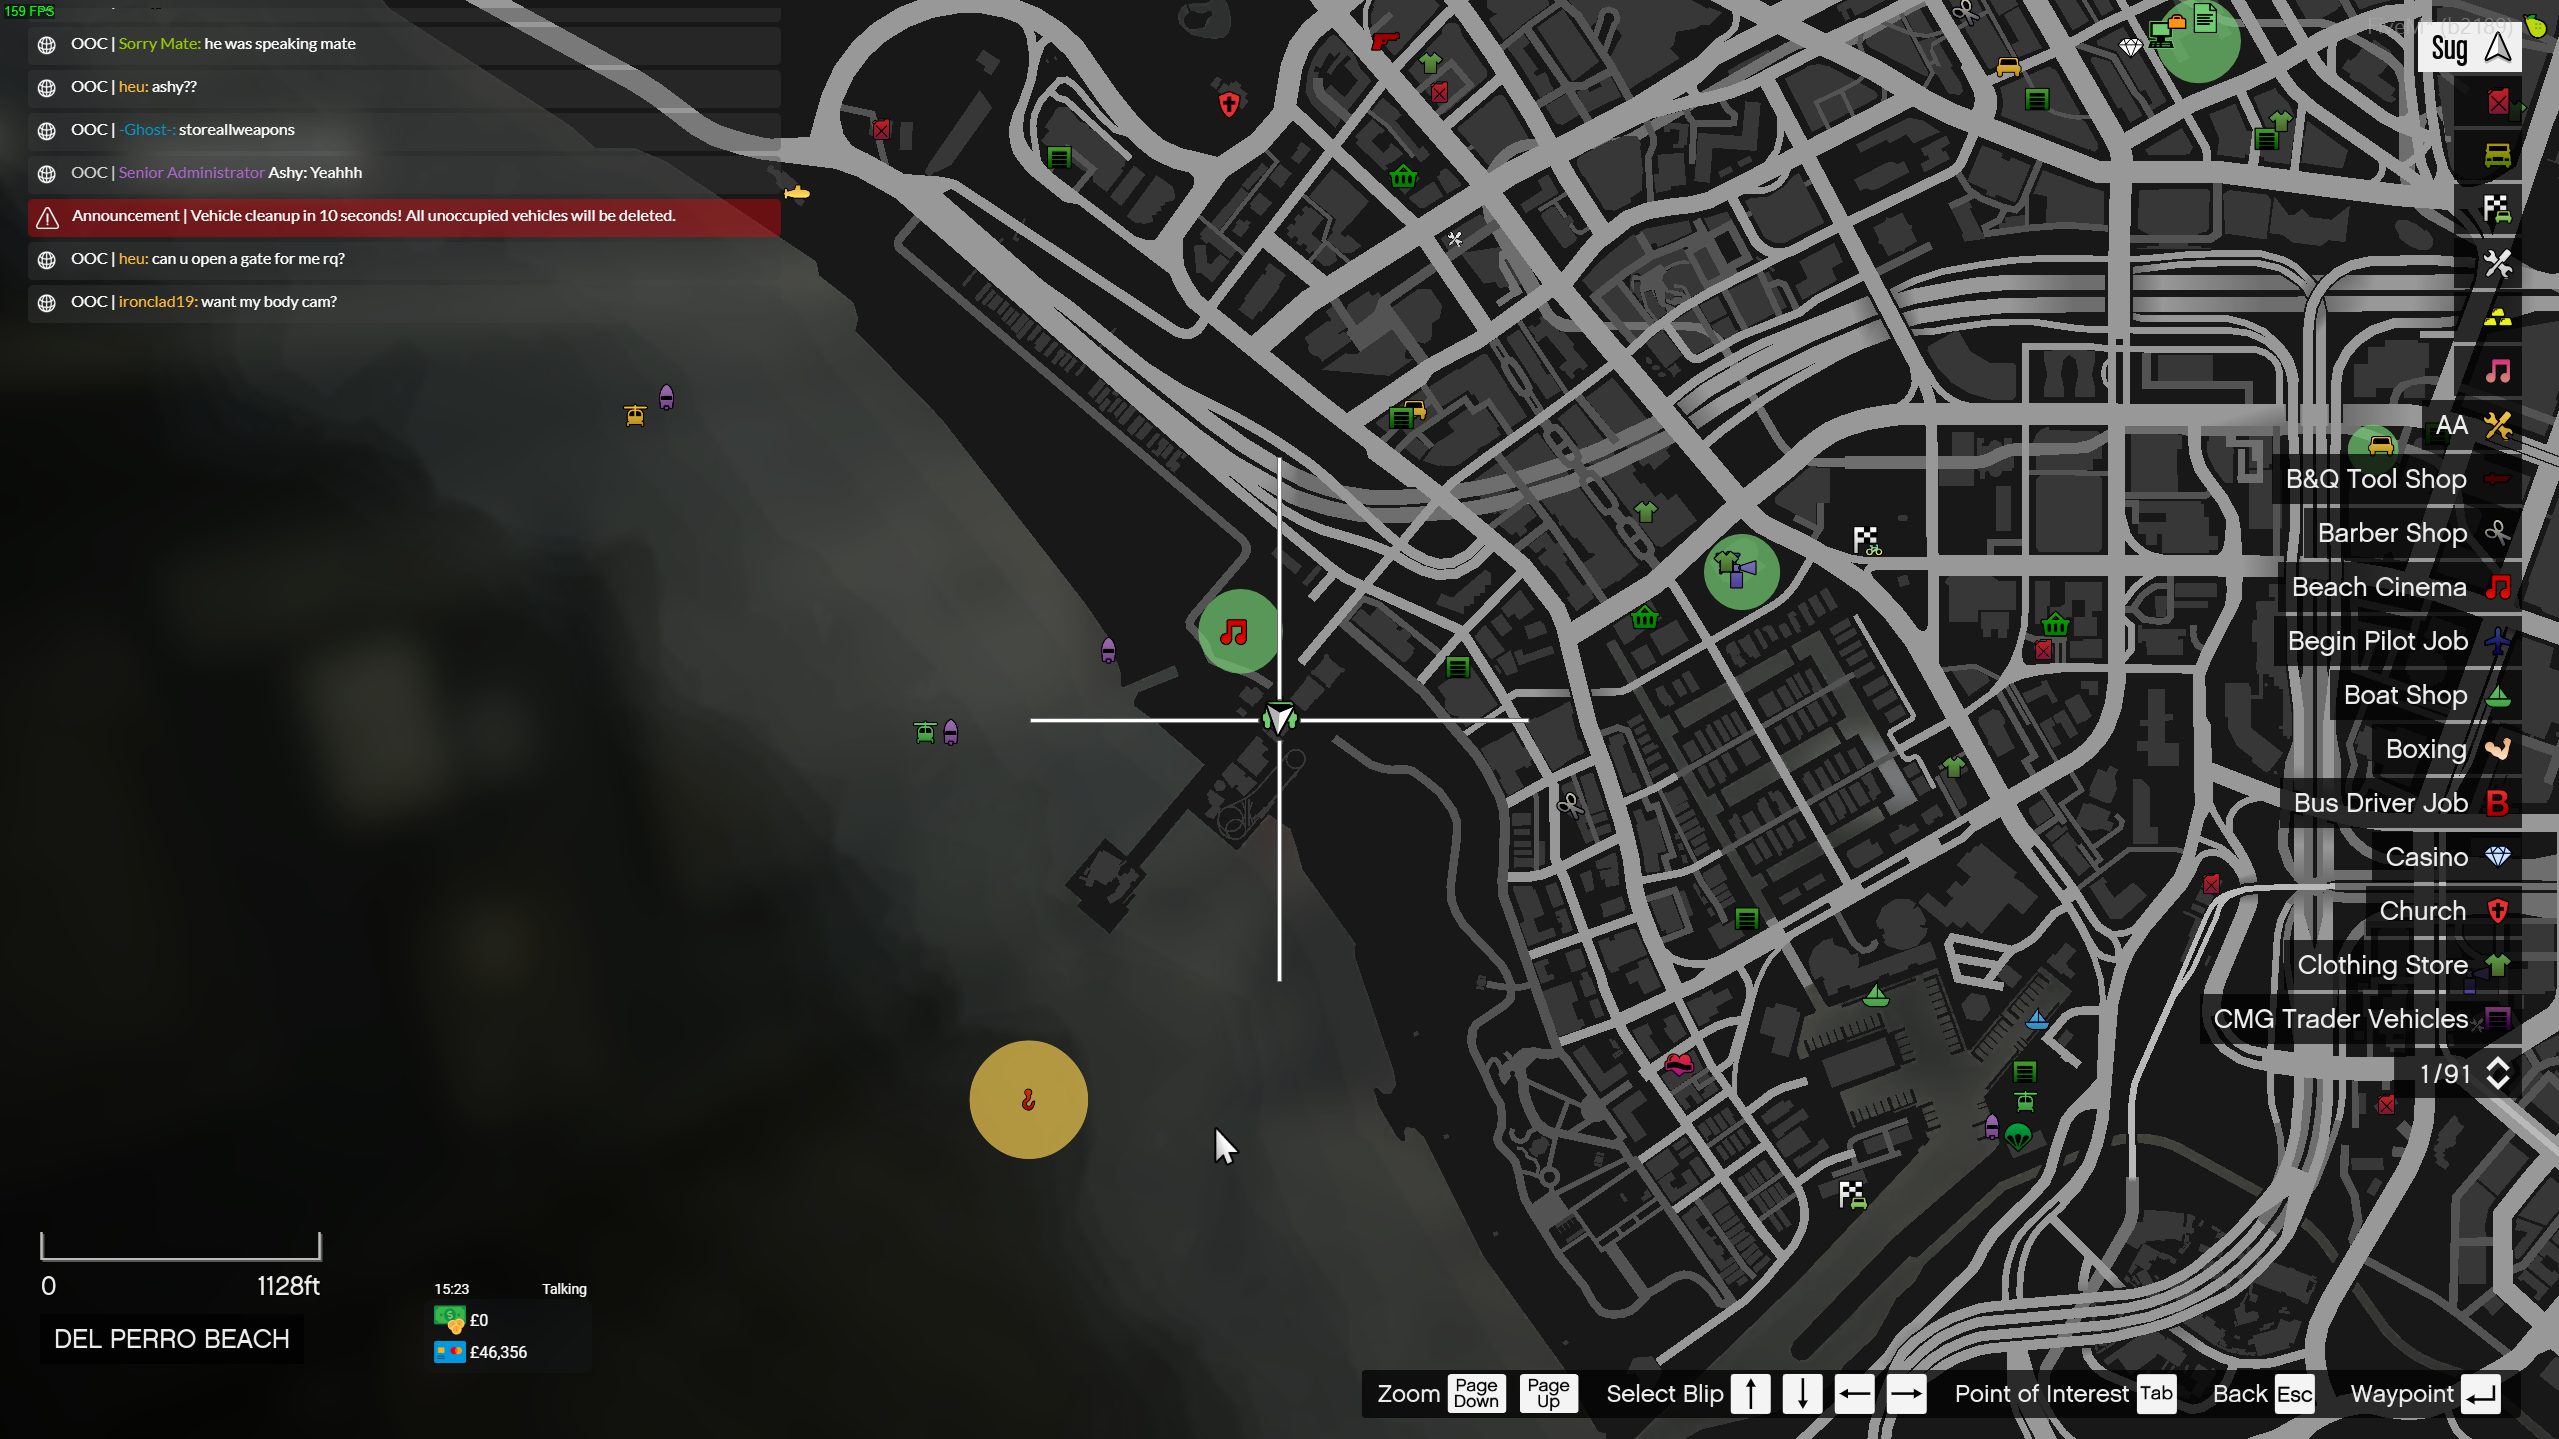 159 FPS
OOC | Sorry Mate: he was speaking mate
OOC | heu: ashy??
OOC | -Ghost-: storeallweapons
OOC | Senior Administrator Ashy: Yeahhh
Announcement | Vehicle cleanup in 10 seconds! All unoccupied vehicles will be deleted.
OOC | heu: can u open a gate for me rq?
OOC | ironclad19: want my body cam?
Sug
AA
B&Q Tool Shop
Barber Shop
Beach Cinema
Begin Pilot Job
Boat Shop
Boxing
Bus Driver Job B
Casino
Church
Clothing Store
CMG Trader Vehicles
1/91
0 1128ft
DEL PERRO BEACH
15:23 Talking
£0
£46,356
Zoom Page Down Page Up Select Blip ↑ ↓ ← → Point of Interest Tab Back Esc Waypoint